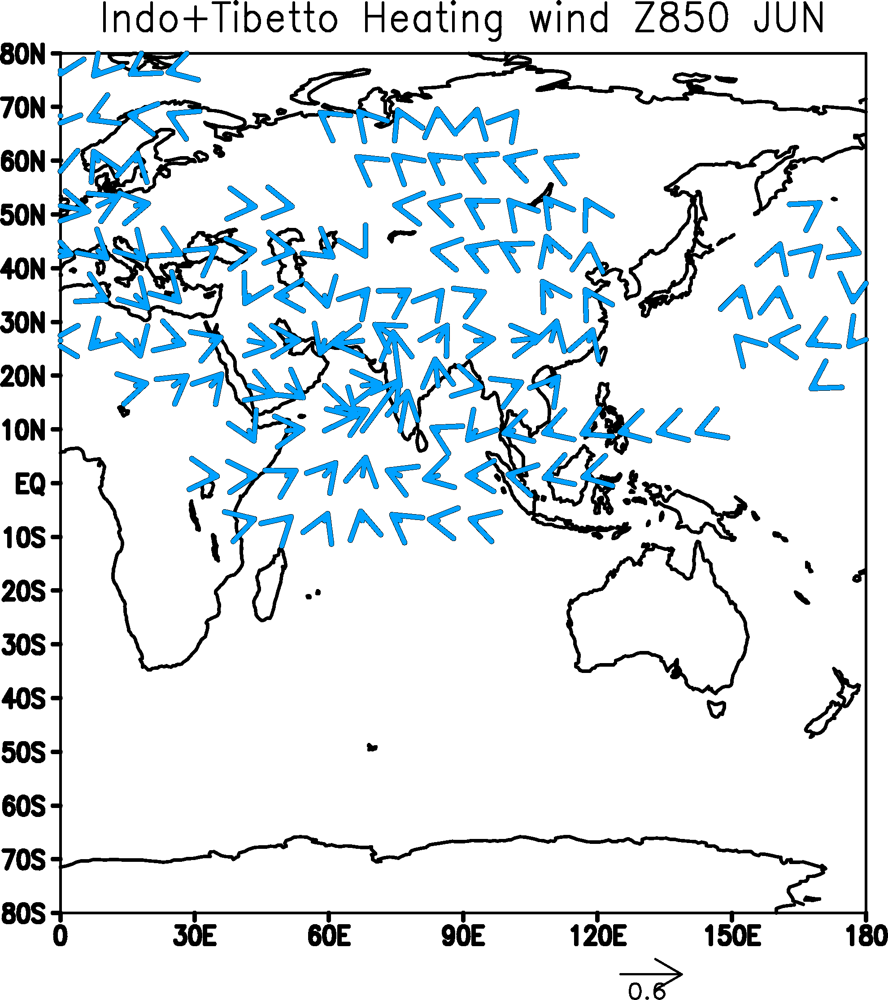 Indo+Tibetto Heating wind Z850 JUN
80N
70N
60N
50N
40N
30N
20N
10N
EQ
10S
20S
30S
40S
50S
60S
70S
80S
0 30E 60E 90E 120E 150E 180
0.6